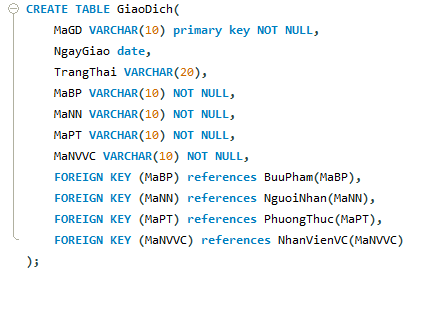 CREATE TABLE GiaoDich(
MaGD VARCHAR(10) primary key NOT NULL,
NgayGiao date,
TrangThai VARCHAR(20),
MaBP VARCHAR(10) NOT NULL,
MaNN VARCHAR(10) NOT NULL,
MaPT VARCHAR(10) NOT NULL,
MaNVVC VARCHAR(10) NOT NULL,
FOREIGN KEY (MaBP) references BuuPham(MaBP),
FOREIGN KEY (MaNN) references NguoiNhan(MaNN),
FOREIGN KEY (MaPT) references PhuongThuc(MaPT),
FOREIGN KEY (MaNVVC) references NhanVienVC(MaNVVC)
);